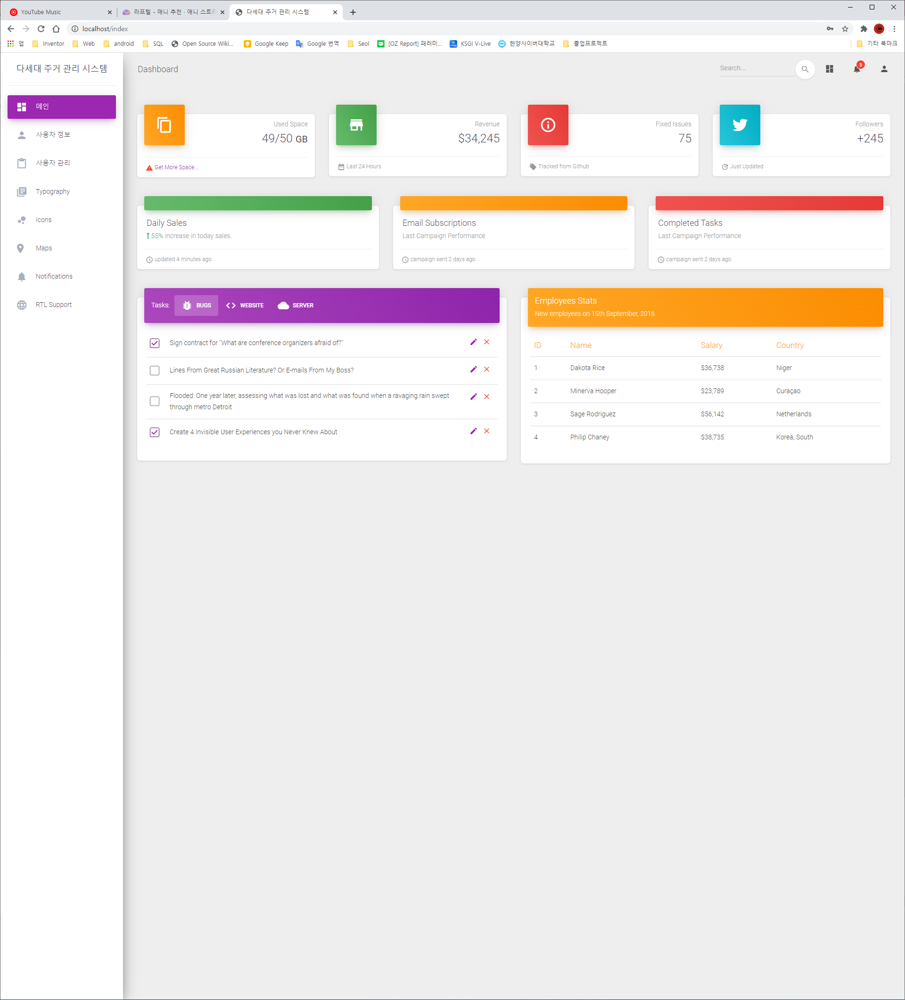 YouTube Music
라프텔 - 애니 추천 · 애니 스트리
다세대 주거 관리 시스템
localhost/index
앱
Inventor
Web
android
SQL
Open Source Wiki...
Google Keep
Google 번역
Seol
[OZ Report] 패러미...
KSGI V-Live
한양사이버대학교
졸업프로젝트
기타 북마크
다세대 주거 관리 시스템
Dashboard
Search...
5
메인
사용자 정보
사용자 관리
Typography
Icons
Maps
Notifications
RTL Support
Used Space
49/50 GB
Get More Space...
Revenue
$34,245
Last 24 Hours
Fixed Issues
75
Tracked from Github
Followers
+245
Just Updated
Daily Sales
55% increase in today sales.
updated 4 minutes ago
Email Subscriptions
Last Campaign Performance
campaign sent 2 days ago
Completed Tasks
Last Campaign Performance
campaign sent 2 days ago
Tasks: BUGS WEBSITE SERVER
Sign contract for "What are conference organizers afraid of?"
Lines From Great Russian Literature? Or E-mails From My Boss?
Flooded: One year later, assessing what was lost and what was found when a ravaging rain swept
through metro Detroit
Create 4 Invisible User Experiences you Never Knew About
Employees Stats
New employees on 15th September, 2016
ID Name Salary Country
1 Dakota Rice $36,738 Niger
2 Minerva Hooper $23,789 Curaçao
3 Sage Rodriguez $56,142 Netherlands
4 Philip Chaney $38,735 Korea, South